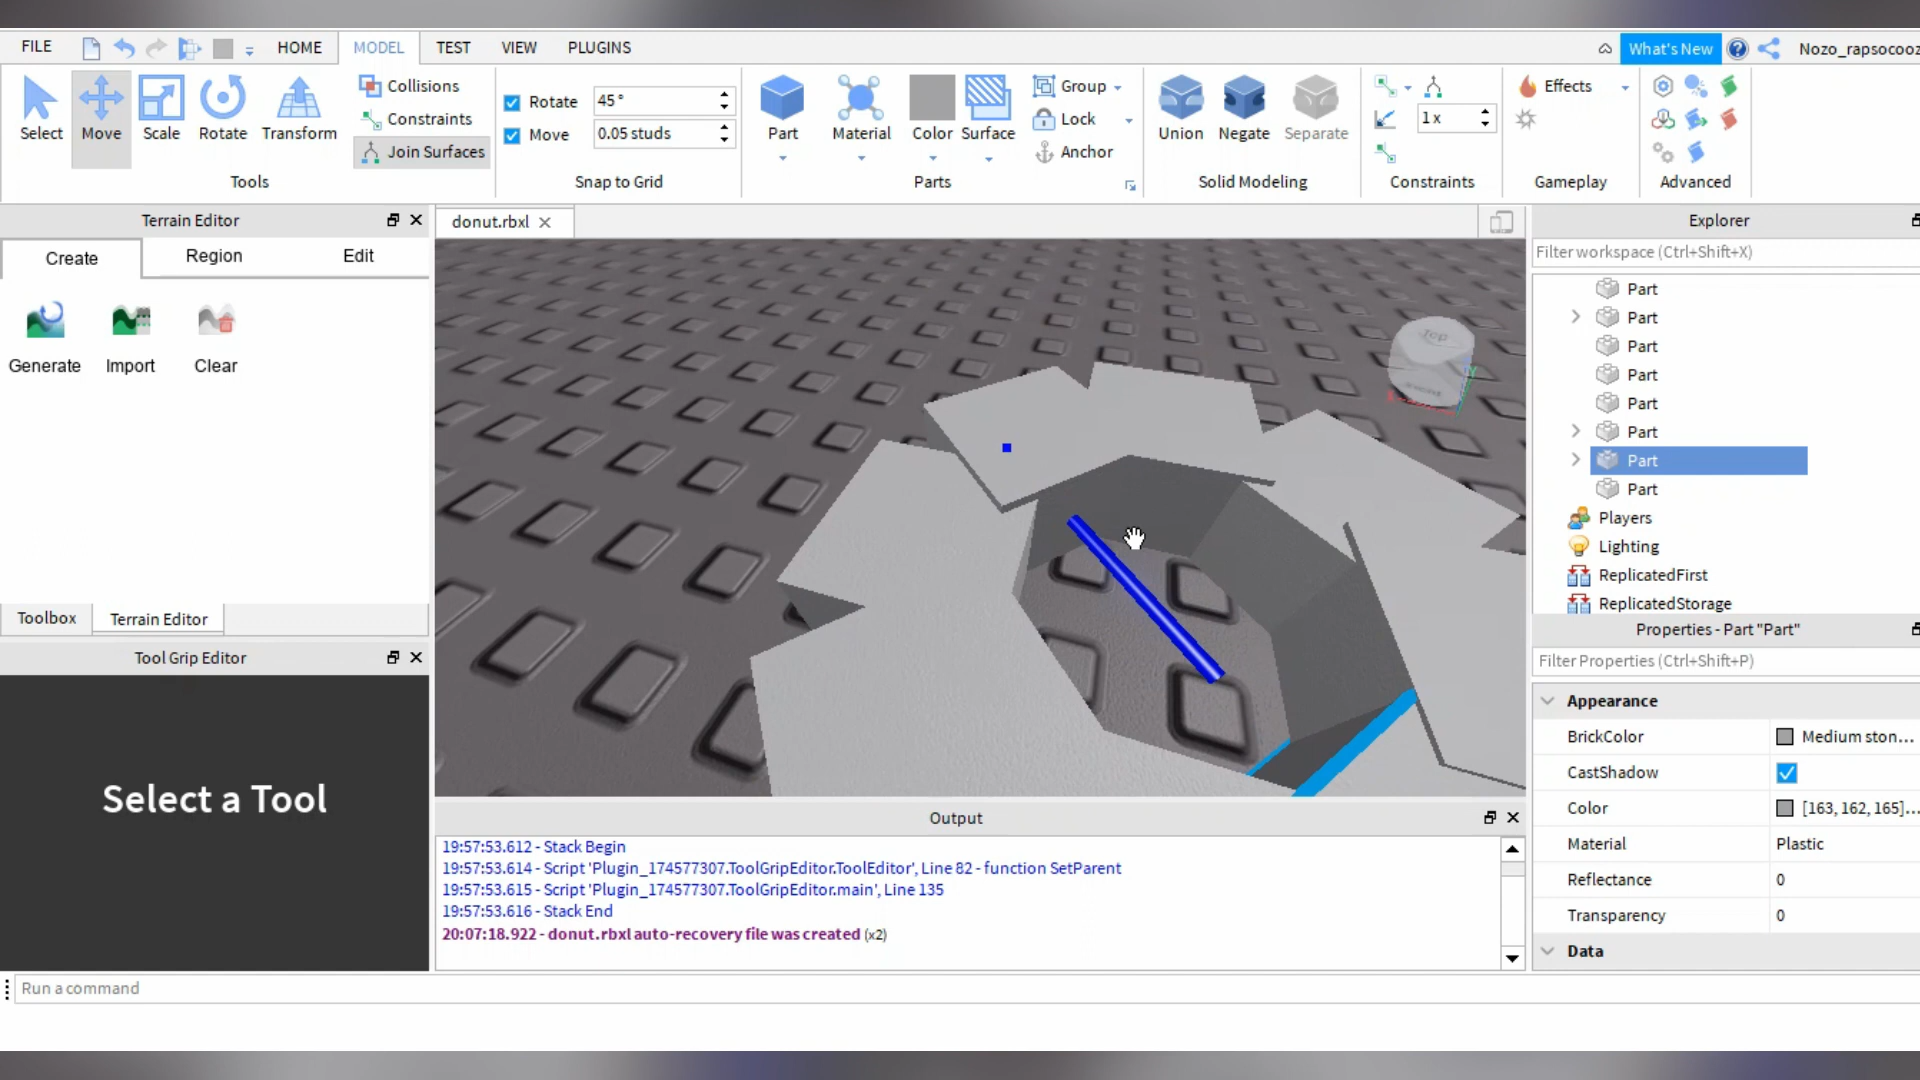 FILE HOME MODEL TEST VIEW PLUGINS What's New Nozo_rapsocooz
Select Move Scale Rotate Transform
Collisions
Constraints
Join Surfaces
Tools
Rotate 45°
Move 0.05 studs
Snap to Grid
Part Material Color Surface
Group
Lock
Anchor
Parts
Union Negate Separate
Solid Modeling
1 x
Constraints
Effects
Gameplay
Advanced
Terrain Editor
Create Region Edit
Generate Import Clear
Toolbox Terrain Editor
Tool Grip Editor
Select a Tool
donut.rbxl
Top
Output
19:57:53.612 - Stack Begin
19:57:53.614 - Script 'Plugin_174577307.ToolGripEditor.ToolEditor', Line 82 - function SetParent
19:57:53.615 - Script 'Plugin_174577307.ToolGripEditor.main', Line 135
19:57:53.616 - Stack End
20:07:18.922 - donut.rbxl auto-recovery file was created (x2)
Run a command
Explorer
Filter workspace (Ctrl+Shift+X)
Part
Part
Part
Part
Part
Part
Part
Part
Players
Lighting
ReplicatedFirst
ReplicatedStorage
Properties - Part "Part"
Filter Properties (Ctrl+Shift+P)
Appearance
BrickColor Medium ston...
CastShadow
Color [163, 162, 165]...
Material Plastic
Reflectance 0
Transparency 0
Data